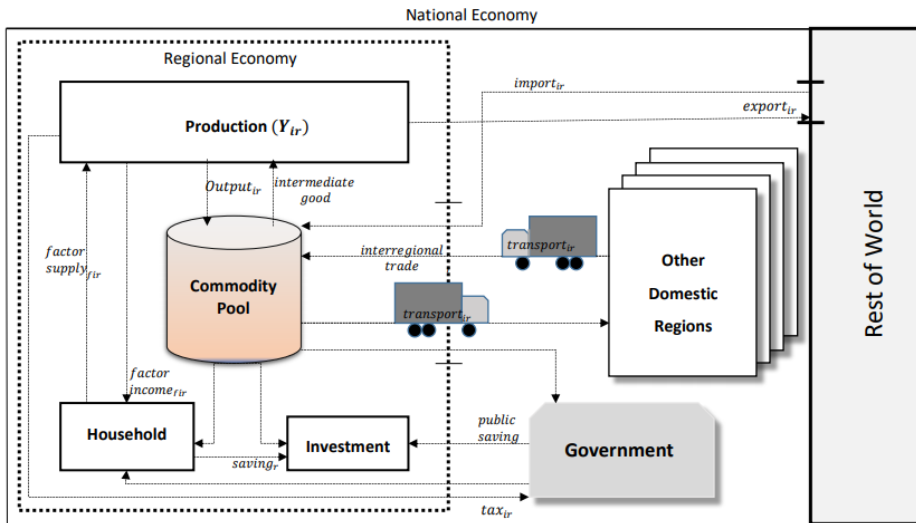 National Economy
Regional Economy
Production (Y_ir)
import_ir
export_ir
Output_ir
intermediate
good
factor
supply_fir
Commodity
Pool
interregional
trade
transport_ir
transport_ir
Other
Domestic
Regions
Rest of World
factor
income_fir
Household
saving_r
Investment
public
saving
Government
tax_ir